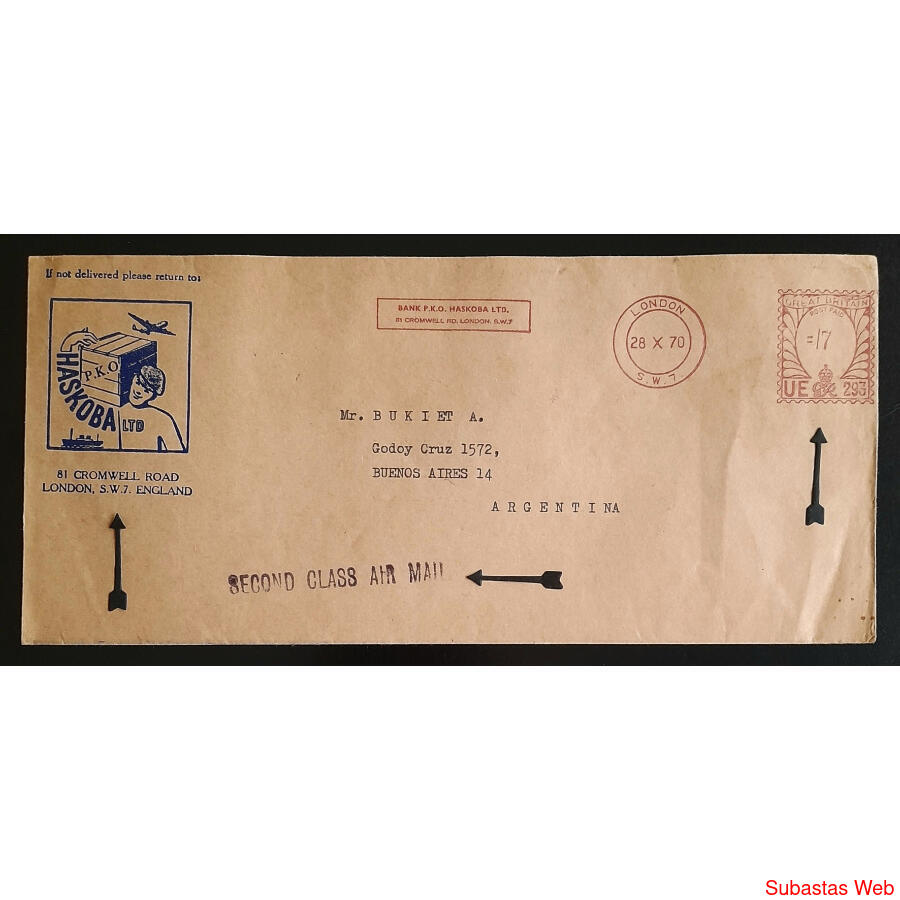 If not delivered please return to:
P.K.O
HASKOBA LTD
81 CROMWELL ROAD
LONDON, S.W.7. ENGLAND
BANK P.K.O. HASKOBA LTD.
81 CROMWELL RD. LONDON. S.W.7
LONDON
28 X 70
S.W.7.
GREAT BRITAIN
POST PAID
=17
UE 293
Mr. B U K I E T A.
Godoy Cruz 1572,
BUENOS AIRES 14
A R G E N T I N A
SECOND CLASS AIR MAIL
Subastas Web